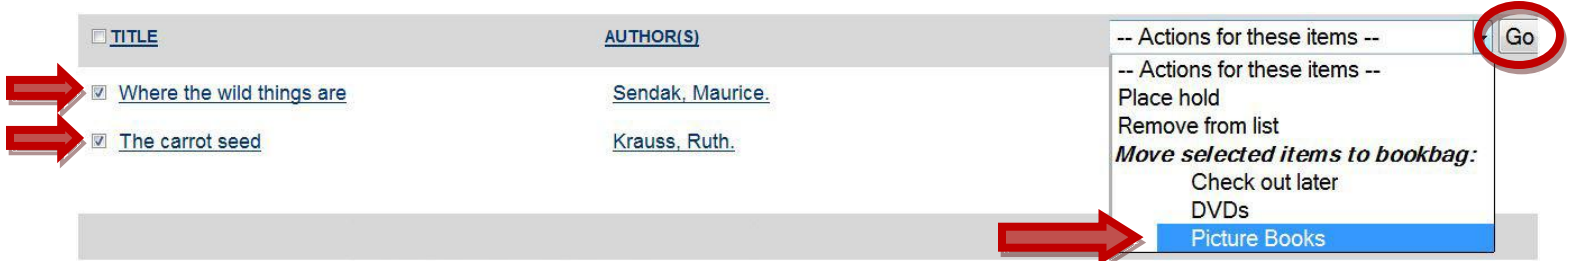 TITLE AUTHOR(S) -- Actions for these items -- Go
-- Actions for these items --
Where the wild things are Sendak, Maurice.
Place hold
Remove from list
The carrot seed Krauss, Ruth.
Move selected items to bookbag:
Check out later
DVDs
Picture Books